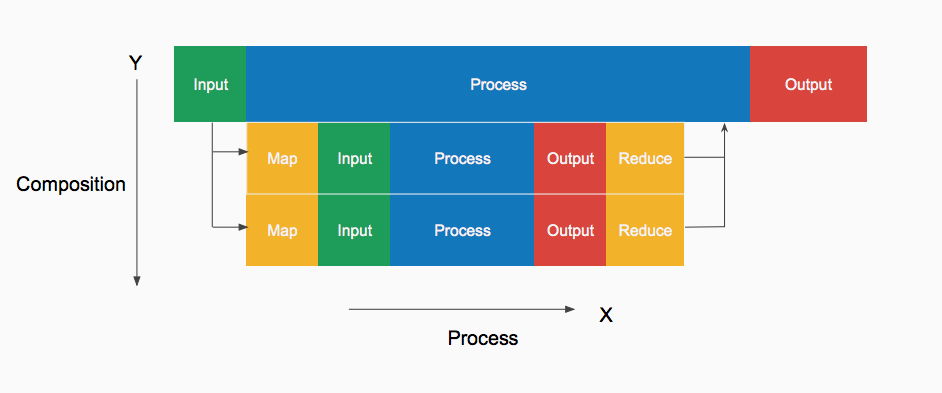 Y
Input
Process
Output
Map
Input
Process
Output
Reduce
Composition
Map
Input
Process
Output
Reduce
X
Process